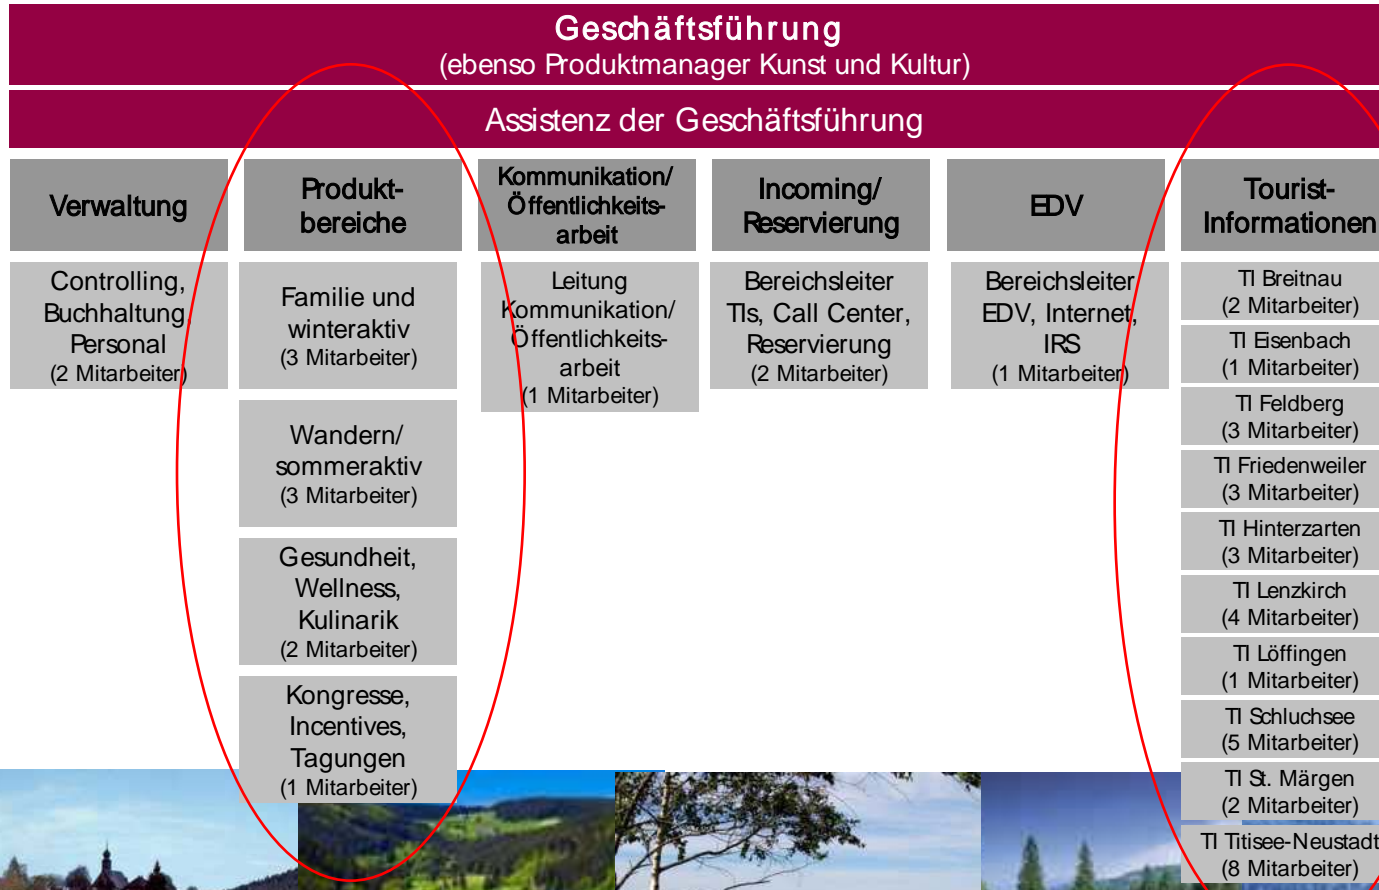 Geschäftsführung
(ebenso Produktmanager Kunst und Kultur)
Assistenz der Geschäftsführung
Verwaltung
Controlling,
Buchhaltung,
Personal
(2 Mitarbeiter)
Produkt-
bereiche
Familie und
winteraktiv
(3 Mitarbeiter)
Wandern/
sommeraktiv
(3 Mitarbeiter)
Gesundheit,
Wellness,
Kulinarik
(2 Mitarbeiter)
Kongresse,
Incentives,
Tagungen
(1 Mitarbeiter)
Kommunikation/
Öffentlichkeits-
arbeit
Leitung
Kommunikation/
Öffentlichkeits-
arbeit
(1 Mitarbeiter)
Incoming/
Reservierung
Bereichsleiter
TIs, Call Center,
Reservierung
(2 Mitarbeiter)
EDV
Bereichsleiter
EDV, Internet,
IRS
(1 Mitarbeiter)
Tourist-
Informationen
TI Breitnau
(2 Mitarbeiter)
TI Eisenbach
(1 Mitarbeiter)
TI Feldberg
(3 Mitarbeiter)
TI Friedenweiler
(3 Mitarbeiter)
TI Hinterzarten
(3 Mitarbeiter)
TI Lenzkirch
(4 Mitarbeiter)
TI Löffingen
(1 Mitarbeiter)
TI Schluchsee
(5 Mitarbeiter)
TI St. Märgen
(2 Mitarbeiter)
TI Titisee-Neustadt
(8 Mitarbeiter)